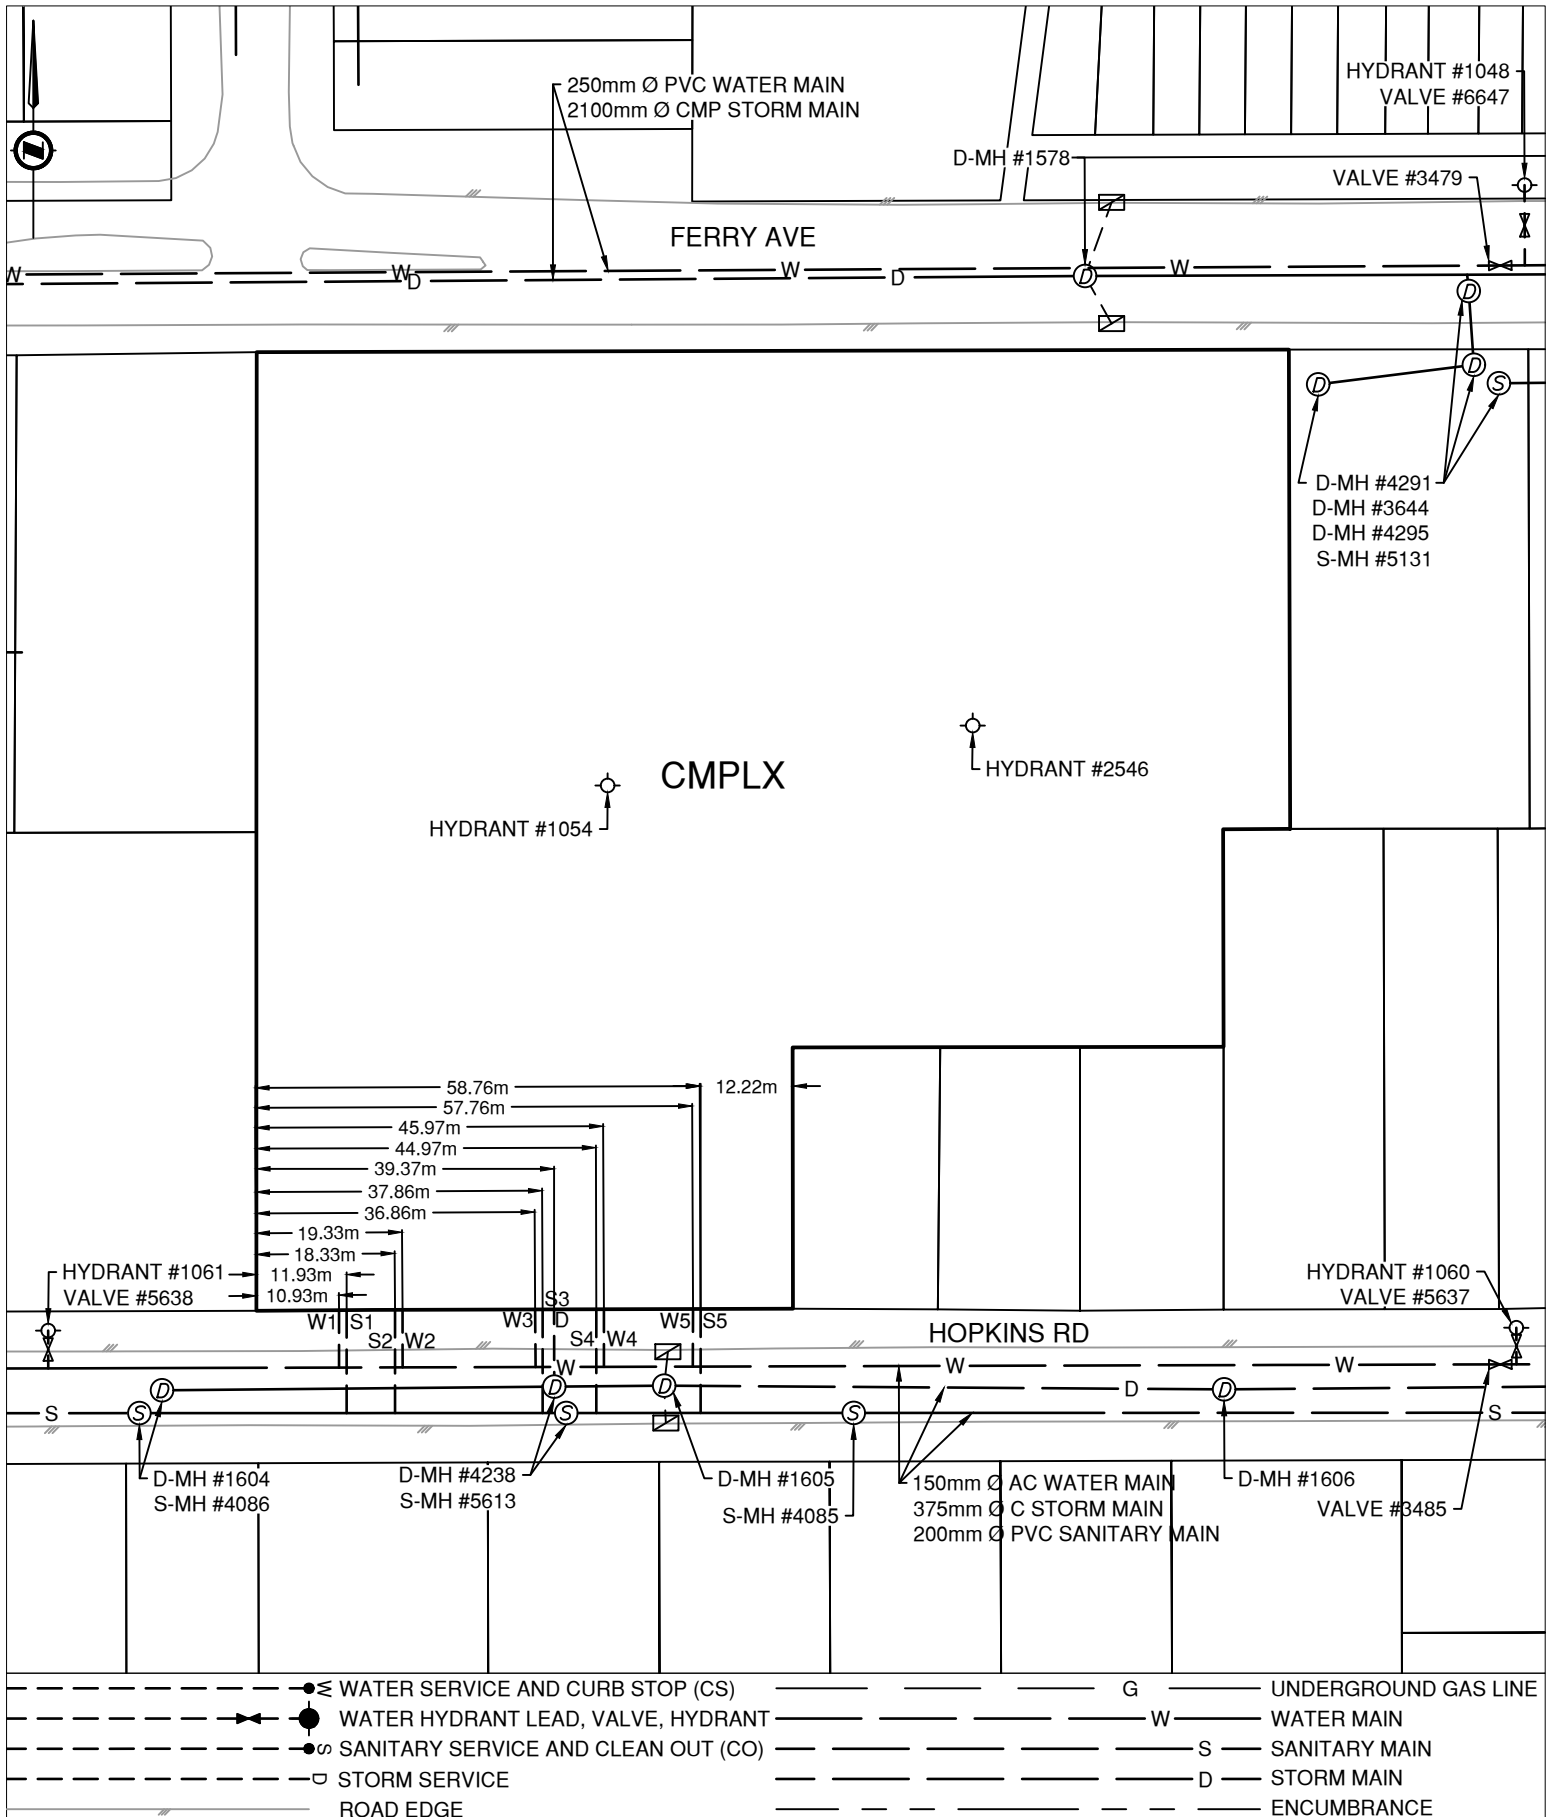 250mm Ø PVC WATER MAIN
2100mm Ø CMP STORM MAIN
HYDRANT #1048
VALVE #6647
D-MH #1578
VALVE #3479
FERRY AVE
W
W
D
W
D
W
D
D
D
D
S
D-MH #4291
D-MH #3644
D-MH #4295
S-MH #5131
CMPLX
HYDRANT #2546
HYDRANT #1054
58.76m
12.22m
57.76m
45.97m
44.97m
39.37m
37.86m
36.86m
19.33m
18.33m
11.93m
10.93m
HYDRANT #1061
VALVE #5638
HYDRANT #1060
VALVE #5637
S3
W1 S1
W3 D
W5 S5
S2 W2
S4 W4
HOPKINS RD
W
W
W
D
D
D
D
D
S
S
S
S
S
D-MH #1604
S-MH #4086
D-MH #4238
S-MH #5613
D-MH #1605
S-MH #4085
150mm Ø AC WATER MAIN
375mm Ø C STORM MAIN
200mm Ø PVC SANITARY MAIN
D-MH #1606
VALVE #3485
W WATER SERVICE AND CURB STOP (CS)
WATER HYDRANT LEAD, VALVE, HYDRANT
S SANITARY SERVICE AND CLEAN OUT (CO)
D STORM SERVICE
ROAD EDGE
G UNDERGROUND GAS LINE
W WATER MAIN
S SANITARY MAIN
D STORM MAIN
ENCUMBRANCE